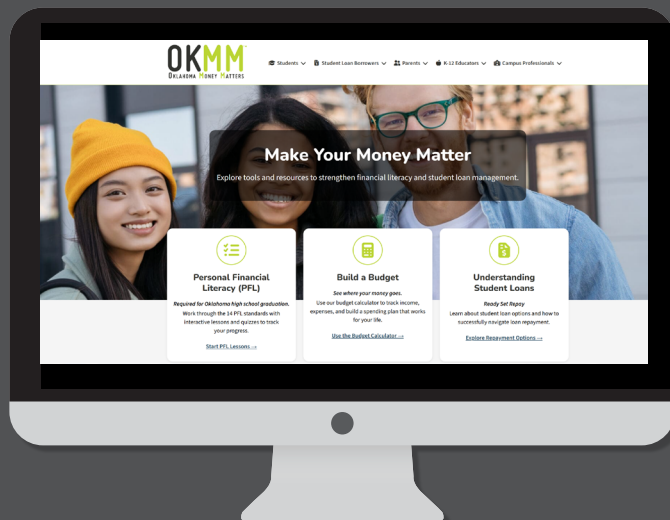 OKMM
OKLAHOMA MONEY MATTERS
Students
Student Loan Borrowers
Parents
K-12 Educators
Campus Professionals
Make Your Money Matter
Explore tools and resources to strengthen financial literacy and student loan management.
Personal Financial
Literacy (PFL)
Required for Oklahoma high school graduation.
Work through the 14 PFL standards with
interactive lessons and quizzes to track
your progress.
Start PFL Lessons →
Build a Budget
See where your money goes.
Use our budget calculator to track income,
expenses, and build a spending plan that works
for your life.
Use the Budget Calculator →
Understanding
Student Loans
Ready Set Repay
Learn about student loan options and how to
successfully navigate loan repayment.
Explore Repayment Options →